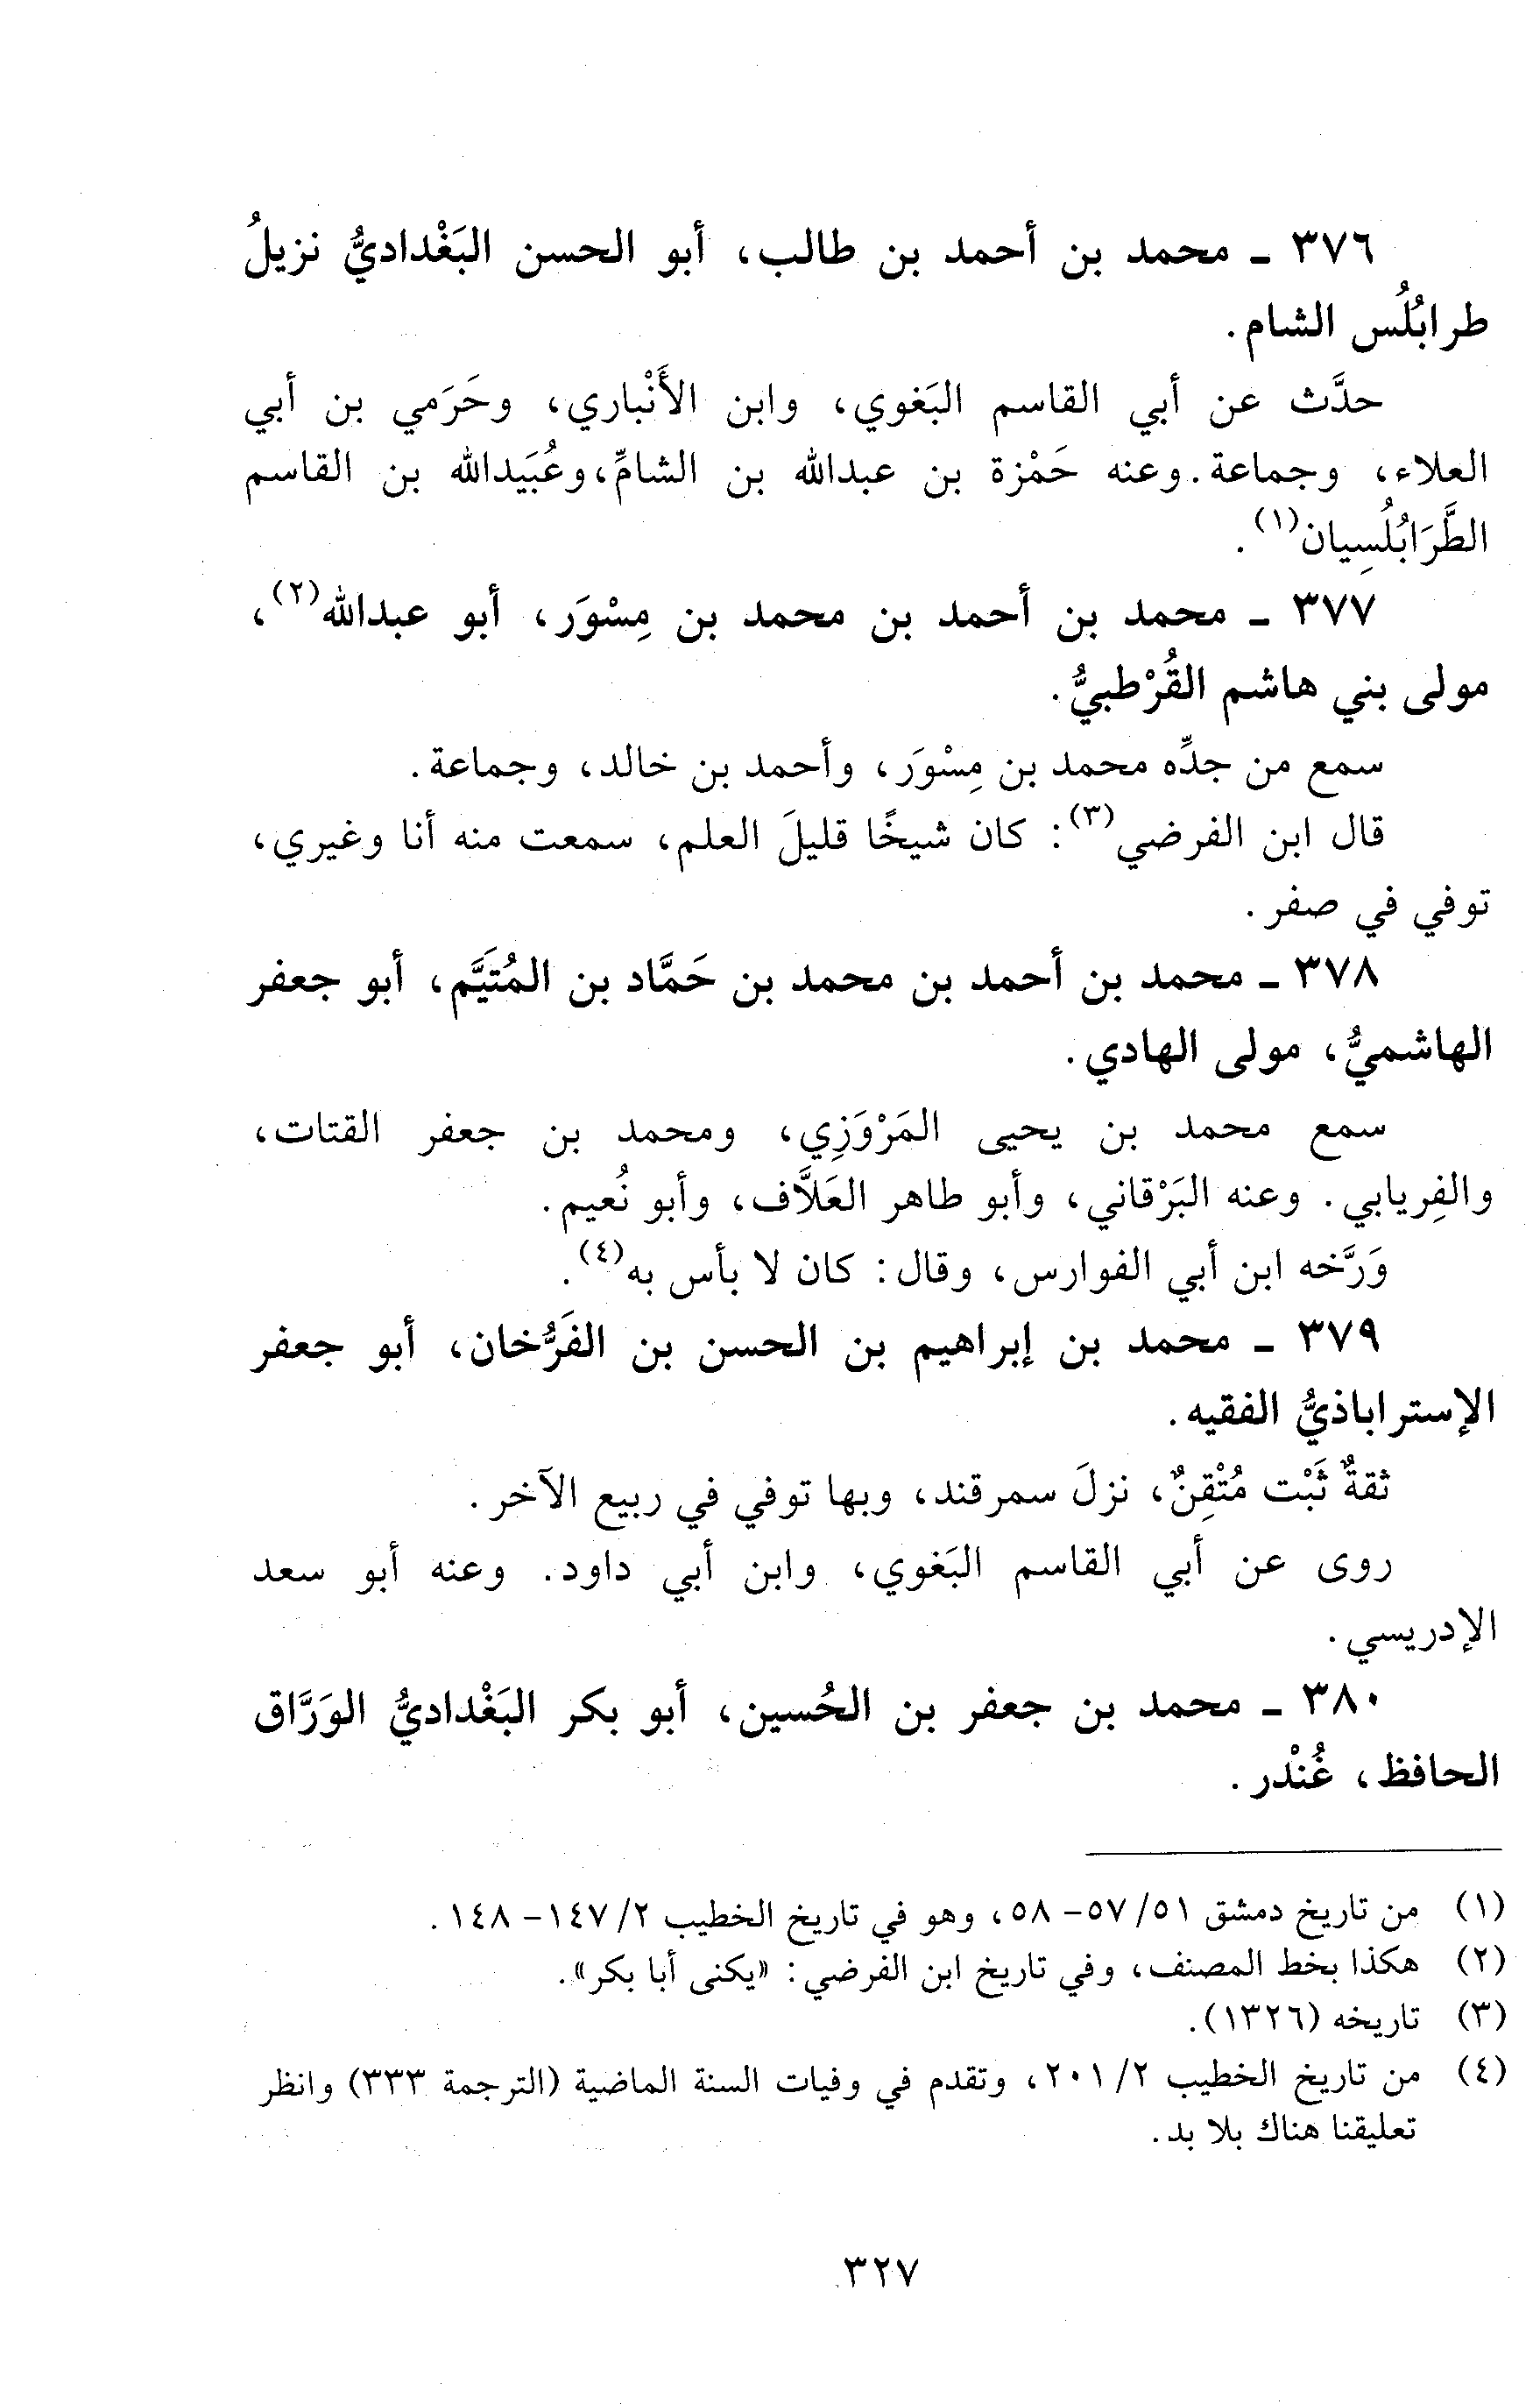 ٣٧٦ ـ محمد بن أحمد بن طالب، أبو الحسن البَغْداديُّ نزيلُ
طرابُلُس الشام.
حدَّث عن أبي القاسم البَغوي، وابن الأَنْباري، وحَرَمي بن أبي
العلاء، وجماعة. وعنه حَمْزة بن عبدالله بن الشامِّ، وعُبَيدالله بن القاسم
الطَّرَابُلُسِيان(١).
٣٧٧ ـ محمد بن أحمد بن محمد بن مِسْوَر، أبو عبدالله(٢)،
مولى بني هاشم القُرْطبيُّ.
سمع من جدِّه محمد بن مِسْوَر، وأحمد بن خالد، وجماعة.
قال ابن الفرضي(٣): كان شيخًا قليلَ العلم، سمعت منه أنا وغيري،
توفي في صفر.
٣٧٨ ـ محمد بن أحمد بن محمد بن حَمَّاد بن المُتَيَّم، أبو جعفر
الهاشميُّ، مولى الهادي.
سمع محمد بن يحيى المَرْوَزِي، ومحمد بن جعفر القتات،
والفِريابي. وعنه البَرْقاني، وأبو طاهر العَلاَّف، وأبو نُعيم.
وَرَّخه ابن أبي الفوارس، وقال: كان لا بأس به(٤).
٣٧٩ ـ محمد بن إبراهيم بن الحسن بن الفَرُّخان، أبو جعفر
الإستراباذيُّ الفقيه.
ثقةٌ ثَبْت مُتْقِنٌ، نزلَ سمرقند، وبها توفي في ربيع الآخر.
روى عن أبي القاسم البَغوي، وابن أبي داود. وعنه أبو سعد
الإدريسي.
٣٨٠ ـ محمد بن جعفر بن الحُسين، أبو بكر البَغْداديُّ الوَرَّاق
الحافظ، غُنْدر.
(١) من تاريخ دمشق ٥١/ ٥٧- ٥٨، وهو في تاريخ الخطيب ٢/ ١٤٧- ١٤٨.
(٢) هكذا بخط المصنف، وفي تاريخ ابن الفرضي: «يكنى أبا بكر».
(٣) تاريخه (١٣٢٦).
(٤) من تاريخ الخطيب ٢/ ٢٠١، وتقدم في وفيات السنة الماضية (الترجمة ٣٣٣) وانظر
تعليقنا هناك بلا بد.
٣٢٧